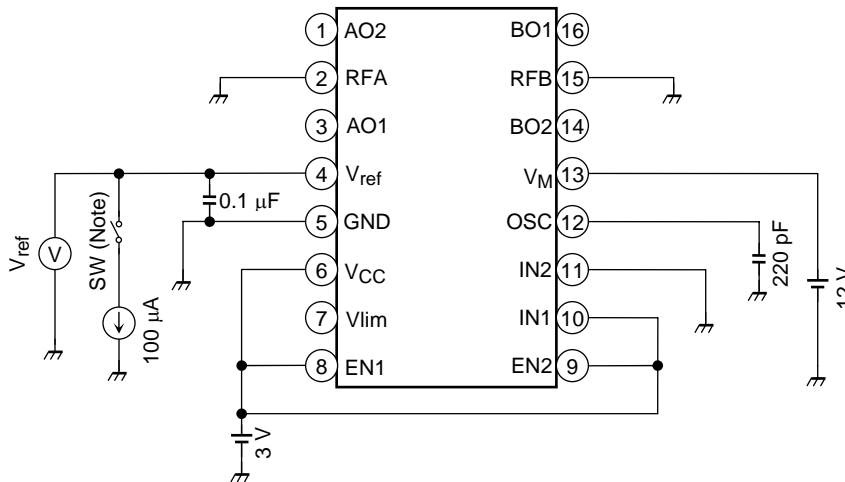 1 AO2 BO1 16
2 RFA RFB 15
3 AO1 BO2 14
4 Vref VM 13
0.1 μF
5 GND OSC 12
6 VCC IN2 11
7 Vlim IN1 10
8 EN1 EN2 9
Vref
V
SW (Note)
100 μA
3 V
220 pF
12 V